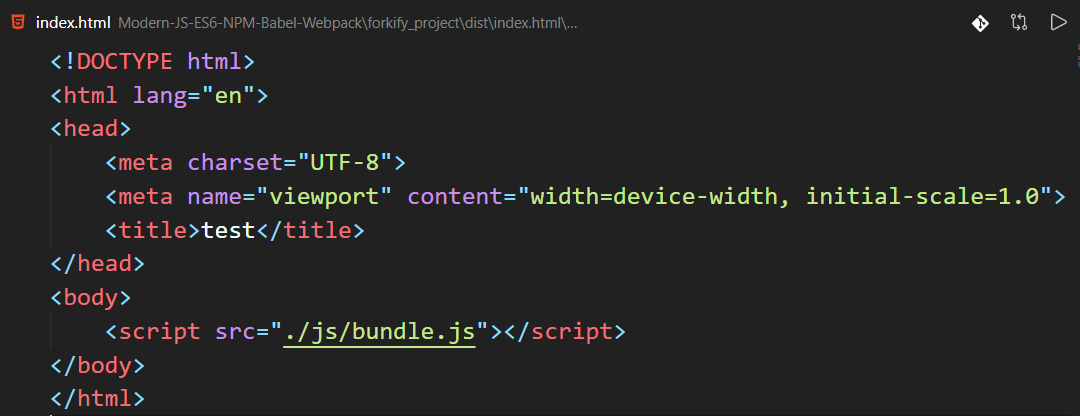 index.html Modern-JS-ES6-NPM-Babel-Webpack\forkify_project\dist\index.html\...
<!DOCTYPE html>
<html lang="en">
<head>
    <meta charset="UTF-8">
    <meta name="viewport" content="width=device-width, initial-scale=1.0">
    <title>test</title>
</head>
<body>
    <script src="./js/bundle.js"></script>
</body>
</html>